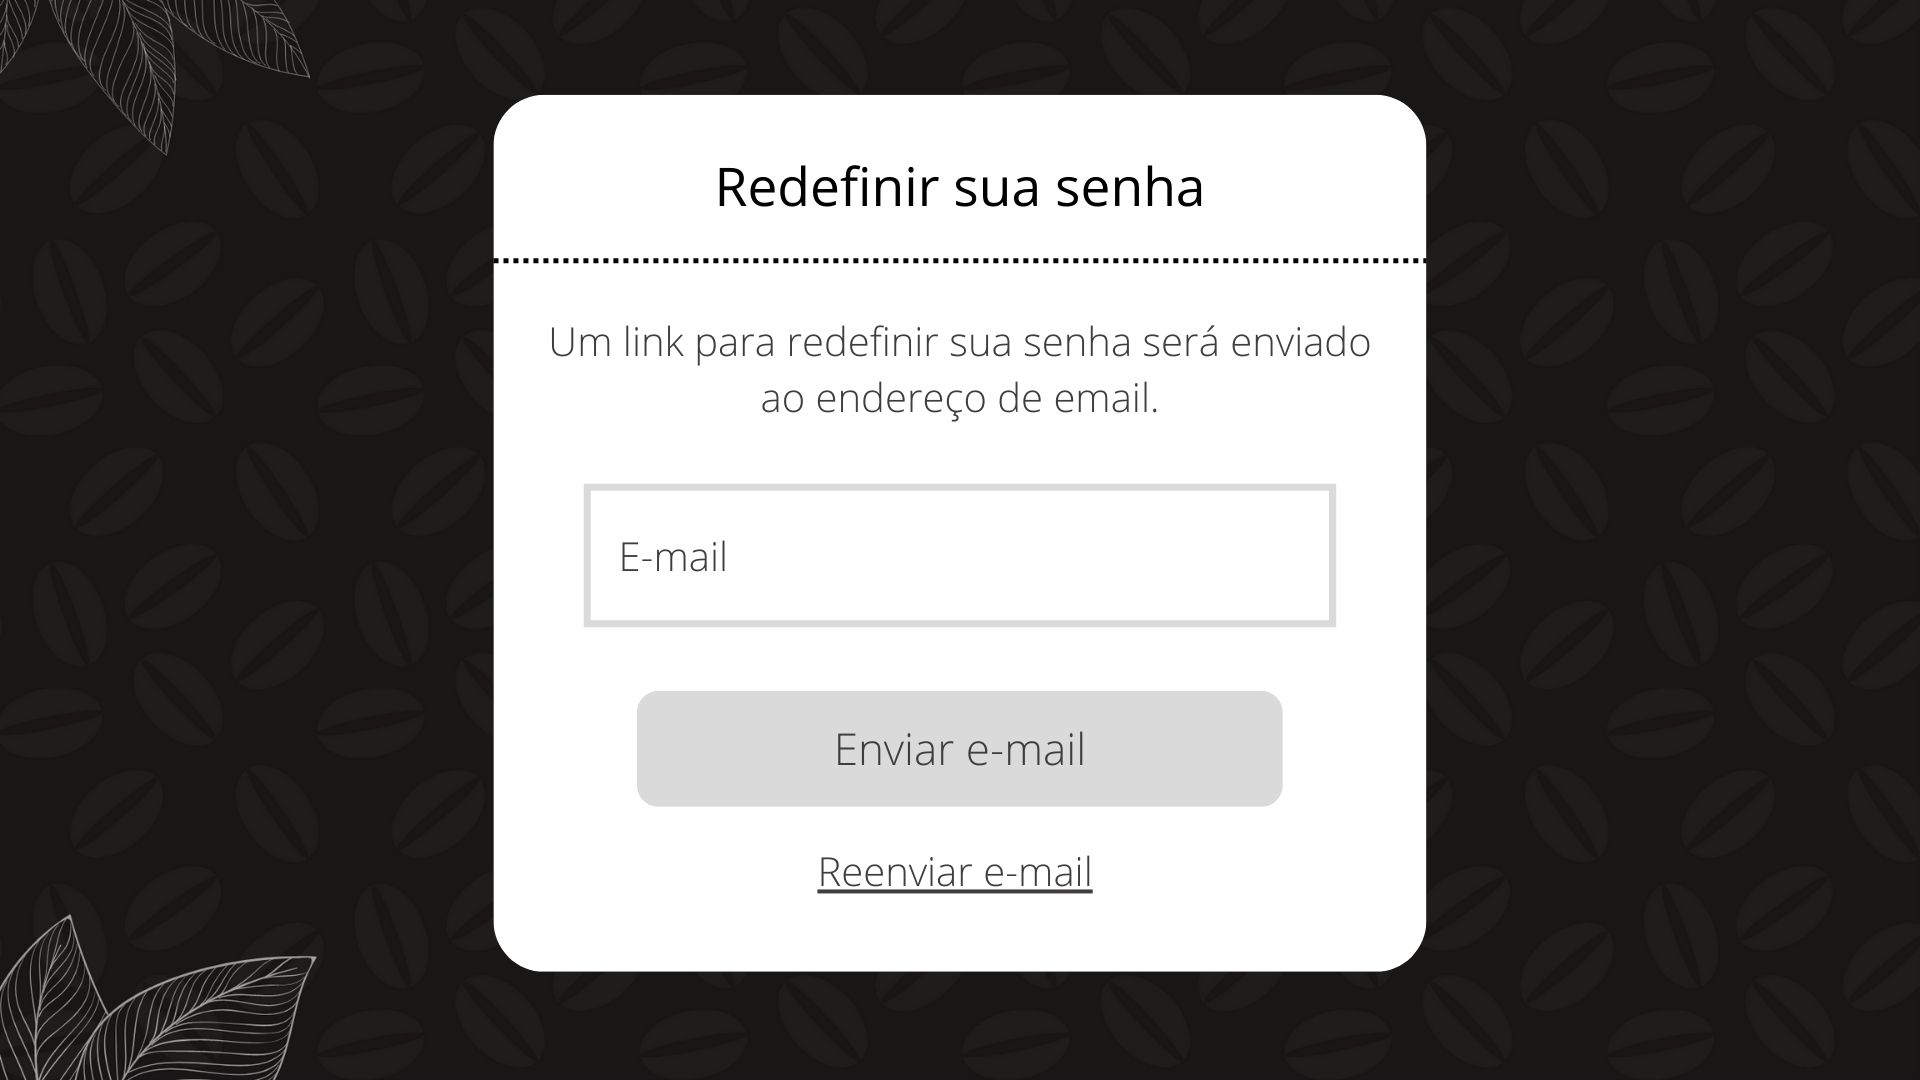 Redefinir sua senha
Um link para redefinir sua senha será enviado
ao endereço de email.
E-mail
Enviar e-mail
Reenviar e-mail